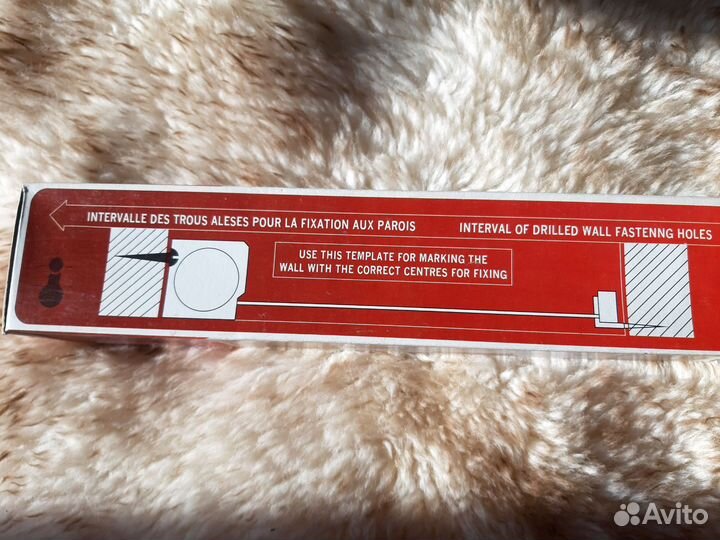 INTERVALLE DES TROUS ALESES POUR LA FIXATION AUX PAROIS
INTERVAL OF DRILLED WALL FASTENNG HOLES
USE THIS TEMPLATE FOR MARKING THE
WALL WITH THE CORRECT CENTRES FOR FIXING
Avito